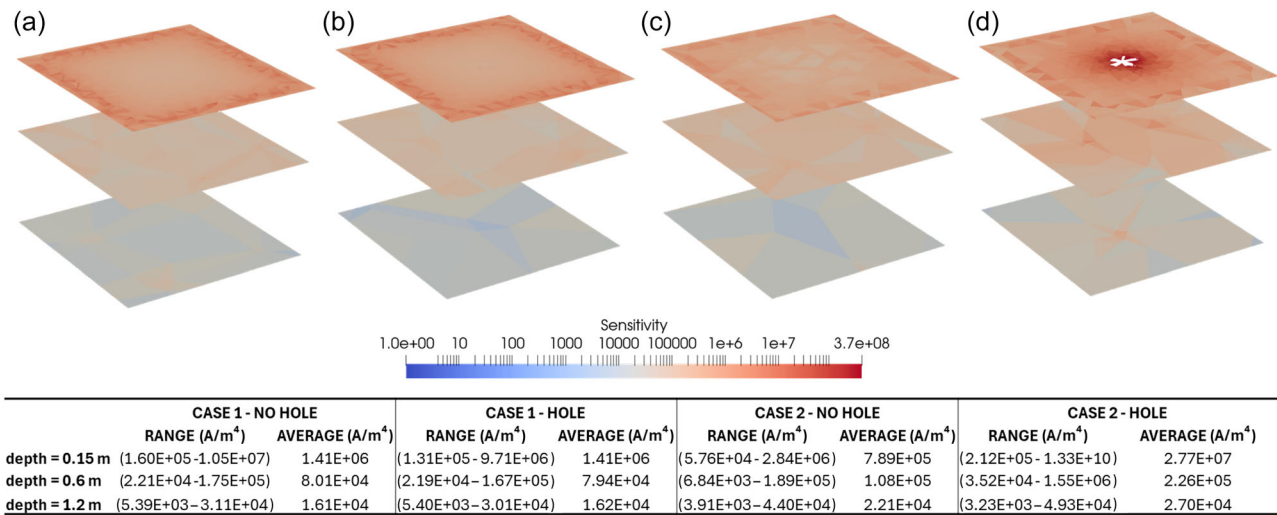 (a) (b) (c) (d)
Sensitivity
1.0e+00 10 100 1000 10000 100000 1e+6 1e+7 3.7e+08
CASE 1 - NO HOLE CASE 1 - HOLE CASE 2 - NO HOLE CASE 2 - HOLE
RANGE (A/m⁴) AVERAGE (A/m⁴) RANGE (A/m⁴) AVERAGE (A/m⁴) RANGE (A/m⁴) AVERAGE (A/m⁴) RANGE (A/m⁴) AVERAGE (A/m⁴)
depth = 0.15 m (1.60E+05-1.05E+07) 1.41E+06 (1.31E+05-9.71E+06) 1.41E+06 (5.76E+04-2.84E+06) 7.89E+05 (2.12E+05-1.33E+10) 2.77E+07
depth = 0.6 m (2.21E+04-1.75E+05) 8.01E+04 (2.19E+04–1.67E+05) 7.94E+04 (6.84E+03–1.89E+05) 1.08E+05 (3.52E+04-1.55E+06) 2.26E+05
depth = 1.2 m (5.39E+03–3.11E+04) 1.61E+04 (5.40E+03–3.01E+04) 1.62E+04 (3.91E+03–4.40E+04) 2.21E+04 (3.23E+03–4.93E+04) 2.70E+04